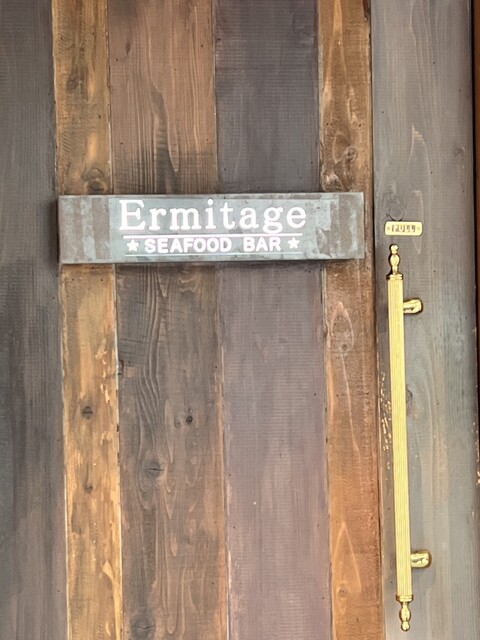 Ermitage
★ SEAFOOD BAR ★
PULL